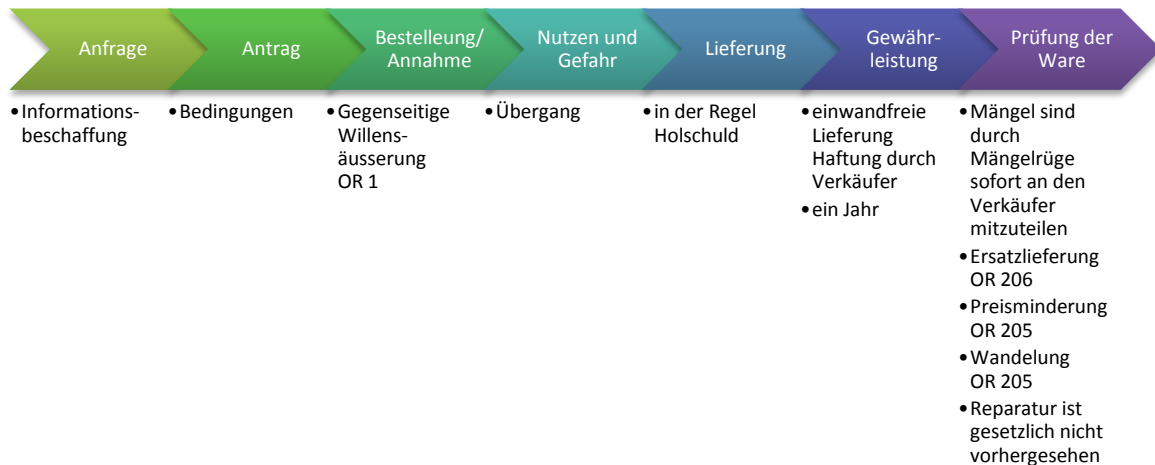 Anfrage
Antrag
Bestelleung/
Annahme
Nutzen und
Gefahr
Lieferung
Gewähr-
leistung
Prüfung der
Ware
•Informations-
beschaffung
•Bedingungen
•Gegenseitige
Willens-
äusserung
OR 1
•Übergang
•in der Regel
Holschuld
•einwandfreie
Lieferung
Haftung durch
Verkäufer
•ein Jahr
•Mängel sind
durch
Mängelrüge
sofort an den
Verkäufer
mitzuteilen
•Ersatzlieferung
OR 206
•Preisminderung
OR 205
•Wandelung
OR 205
•Reparatur ist
gesetzlich nicht
vorhergesehen